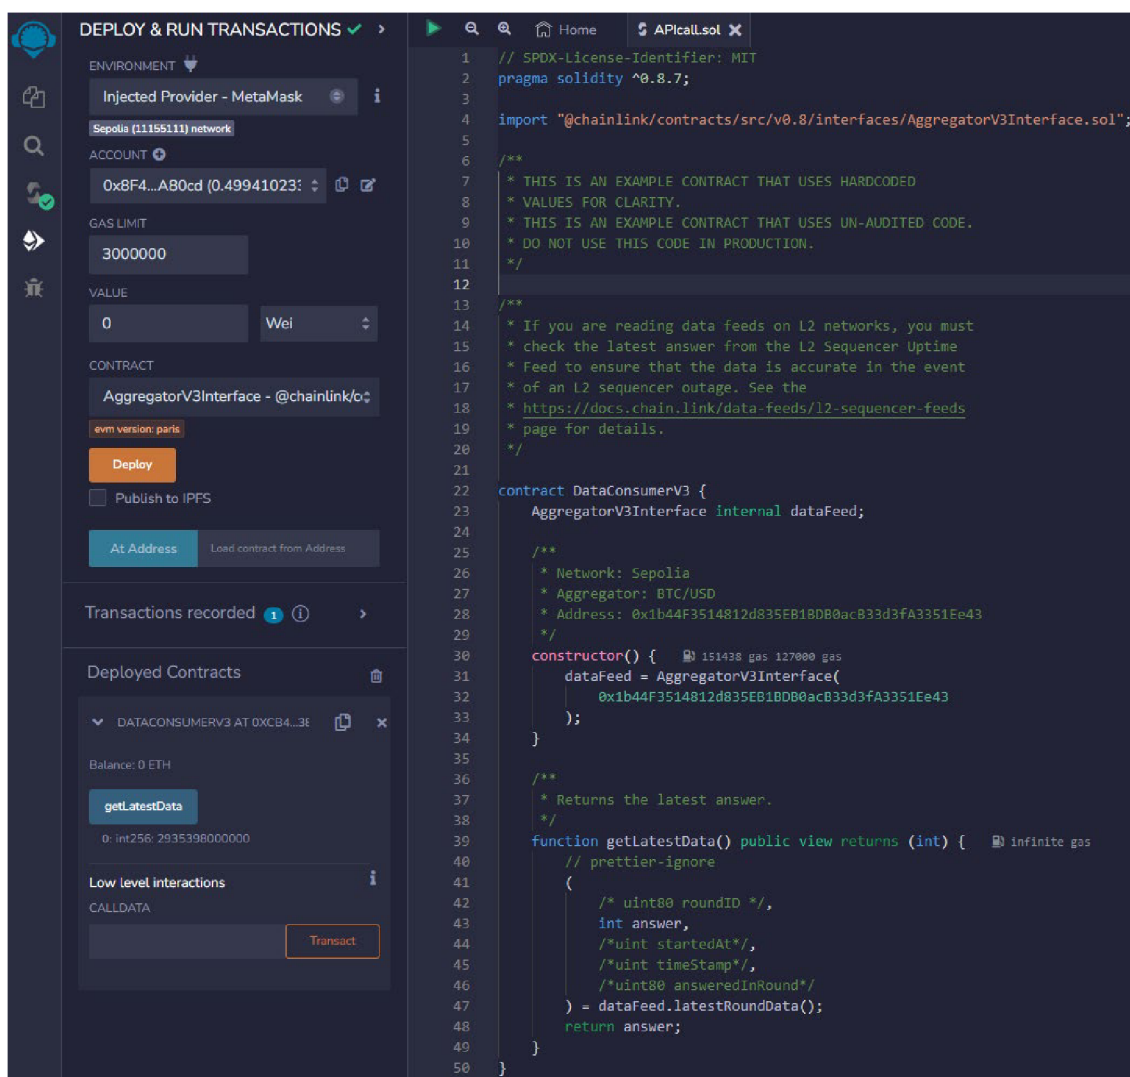 DEPLOY & RUN TRANSACTIONS
ENVIRONMENT
Injected Provider - MetaMask
i
Sepolia (11155111) network
ACCOUNT
0x8F4...A80cd (0.499410233
GAS LIMIT
3000000
VALUE
0 Wei
CONTRACT
AggregatorV3Interface - @chainlink/c
evm version: paris
Deploy
Publish to IPFS
At Address Load contract from Address
Transactions recorded 1 i
Deployed Contracts
DATACONSUMERV3 AT 0XCB4...3E
Balance: 0 ETH
getLatestData
0: int256: 2935398000000
Low level interactions i
CALLDATA
Transact
Home APIcall.sol
1 // SPDX-License-Identifier: MIT
2 pragma solidity ^0.8.7;
3
4 import "@chainlink/contracts/src/v0.8/interfaces/AggregatorV3Interface.sol";
5
6 /**
7 * THIS IS AN EXAMPLE CONTRACT THAT USES HARDCODED
8 * VALUES FOR CLARITY.
9 * THIS IS AN EXAMPLE CONTRACT THAT USES UN-AUDITED CODE.
10 * DO NOT USE THIS CODE IN PRODUCTION.
11 */
12
13 /**
14 * If you are reading data feeds on L2 networks, you must
15 * check the latest answer from the L2 Sequencer Uptime
16 * Feed to ensure that the data is accurate in the event
17 * of an L2 sequencer outage. See the
18 * https://docs.chain.link/data-feeds/l2-sequencer-feeds
19 * page for details.
20 */
21
22 contract DataConsumerV3 {
23 AggregatorV3Interface internal dataFeed;
24
25 /**
26 * Network: Sepolia
27 * Aggregator: BTC/USD
28 * Address: 0x1b44F3514812d835EB1BDB0acB33d3fA3351Ee43
29 */
30 constructor() { 151438 gas 127000 gas
31 dataFeed = AggregatorV3Interface(
32 0x1b44F3514812d835EB1BDB0acB33d3fA3351Ee43
33 );
34 }
35
36 /**
37 * Returns the latest answer.
38 */
39 function getLatestData() public view returns (int) { infinite gas
40 // prettier-ignore
41 (
42 /* uint80 roundID */,
43 int answer,
44 /*uint startedAt*/,
45 /*uint timeStamp*/,
46 /*uint80 answeredInRound*/
47 ) = dataFeed.latestRoundData();
48 return answer;
49 }
50 }